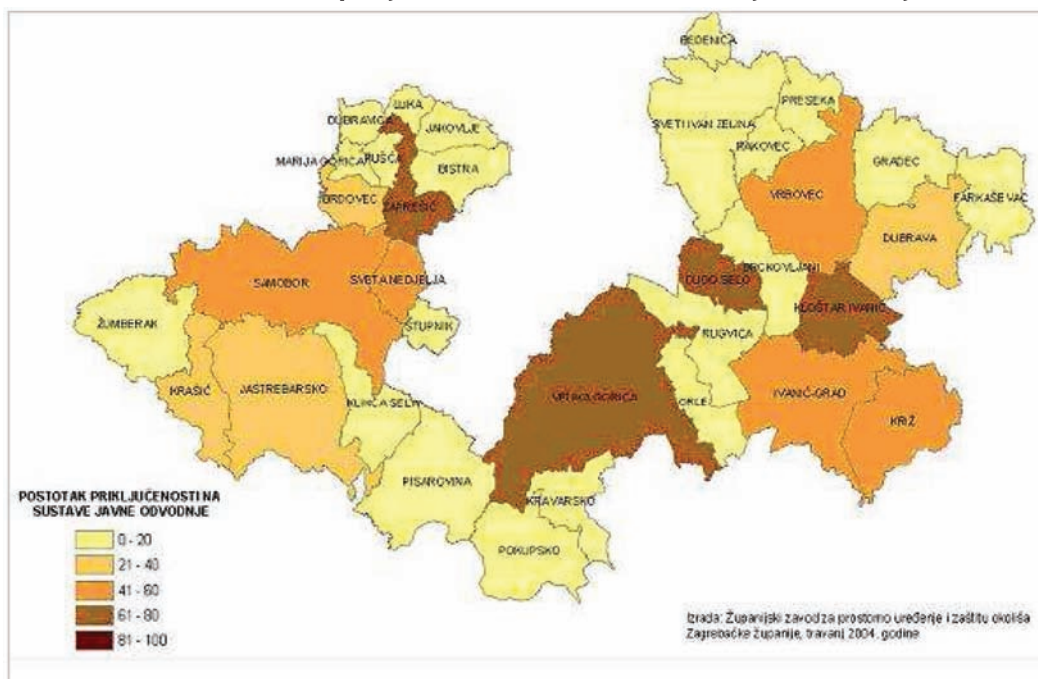 BEDENICA
LUKA
PRESEKA
DUBRAVICA
SVETI IVAN ZELINA
JAKOVLJE
RAKOVEC
MARIJA GORICA
PUŠĆA
BISTRA
GRADEC
VRBOVEC
FARKAŠEVAC
BRDOVEC
ZAPREŠIĆ
DUBRAVA
BRCKOVLJANI
DUGO SELO
SVETA NEDJELJA
SAMOBOR
KLOŠTAR IVANIĆ
ŽUMBERAK
STUPNIK
RUGVICA
KRAŠIĆ
JASTREBARSKO
IVANIĆ-GRAD
VELIKA GORICA
ORLE
KLINČA SELA
KRIŽ
PISAROVINA
KRAVARSKO
POKUPSKO
POSTOTAK PRIKLJUČENOSTI NA
SUSTAVE JAVNE ODVODNJE
0 - 20
21 - 40
41 - 60
61 - 80
81 - 100
Izrada: Županijski zavod za prostorno uređenje i zaštitu okoliša
Zagrebačke županije, travanj 2004. godine